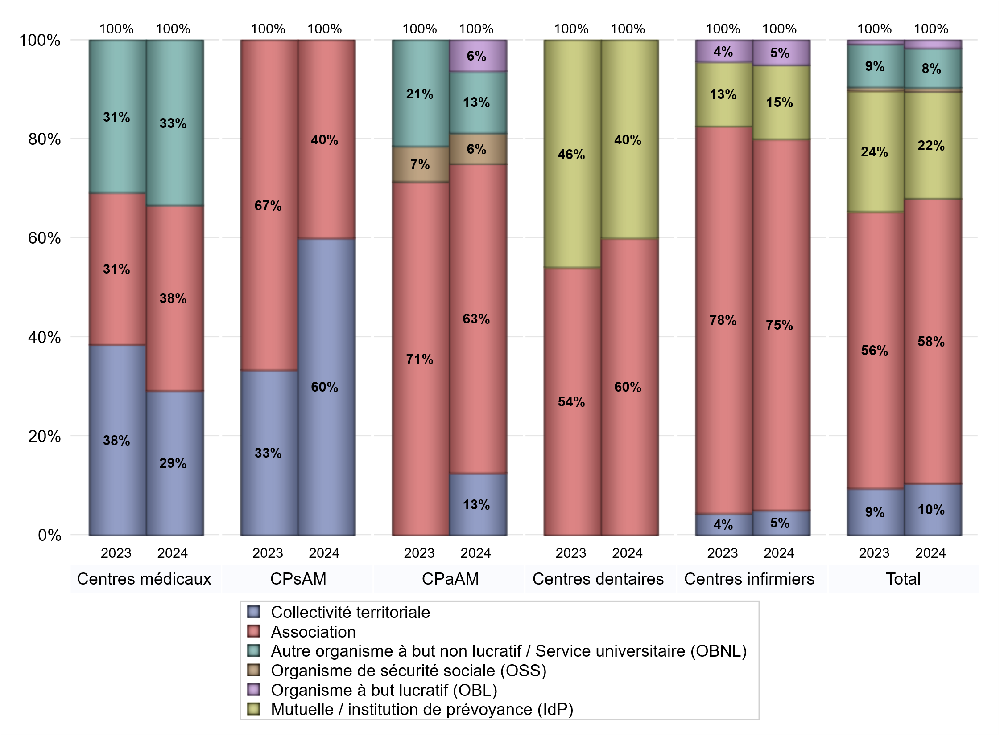 100% 100% 100% 100% 100% 100% 100% 100% 100% 100% 100% 100%
100%
6% 4% 5%
9% 8%
21% 13% 13% 15%
31% 33%
80% 40% 6% 40% 24% 22%
7% 46%
67%
60%
31% 38% 63% 78% 75% 56% 58%
40%
71%
60% 54% 60%
20%
38% 33%
29% 13% 9% 10%
4% 5%
0%
2023 2024 2023 2024 2023 2024 2023 2024 2023 2024 2023 2024
Centres médicaux CPsAM CPaAM Centres dentaires Centres infirmiers Total
Collectivité territoriale
Association
Autre organisme à but non lucratif / Service universitaire (OBNL)
Organisme de sécurité sociale (OSS)
Organisme à but lucratif (OBL)
Mutuelle / institution de prévoyance (IdP)